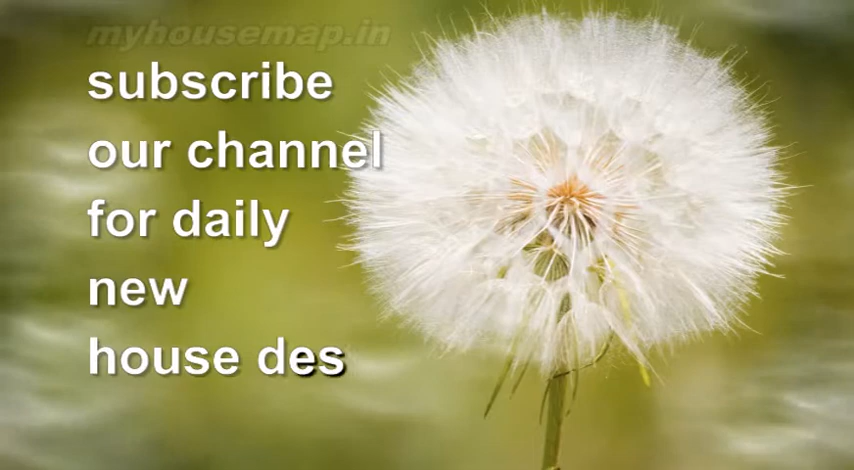 myhousemap.in
subscribe
our channel
for daily
new
house des